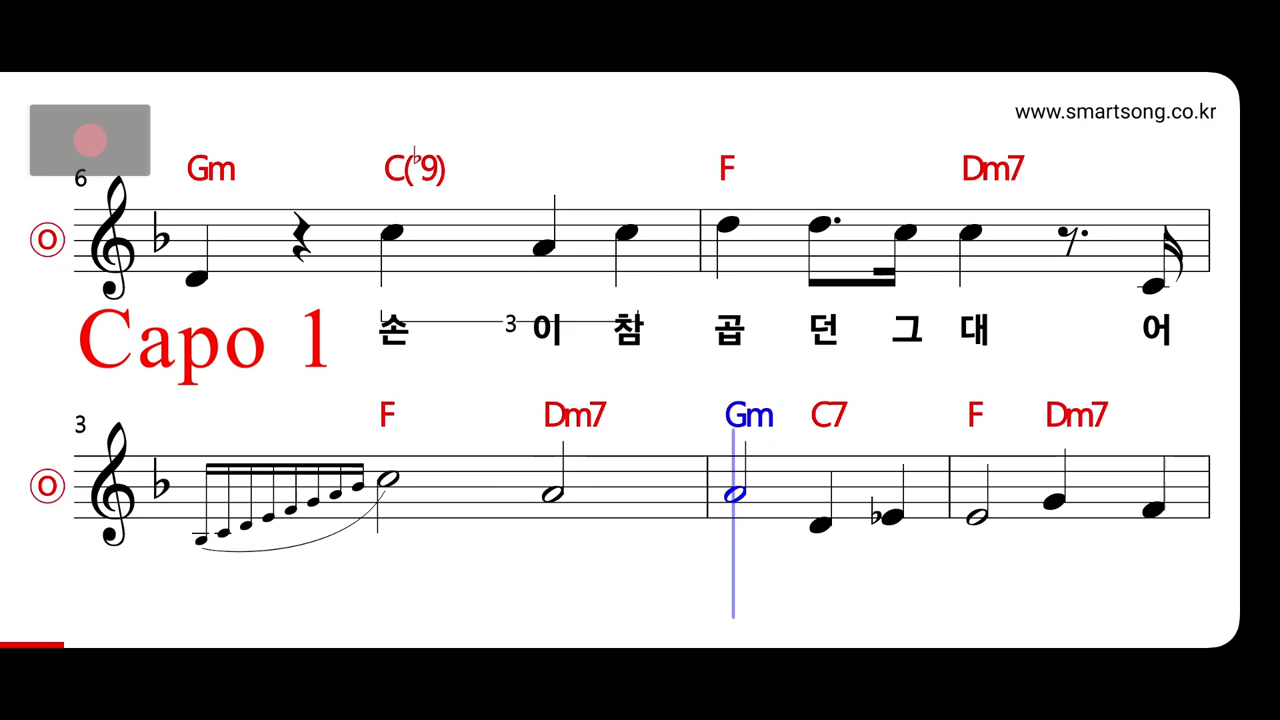 www.smartsong.co.kr
6
Gm C(♭9) F Dm7
O
3
손 이 참 곱 던 그 대 어
Capo 1
3
F Dm7 Gm C7 F Dm7
O